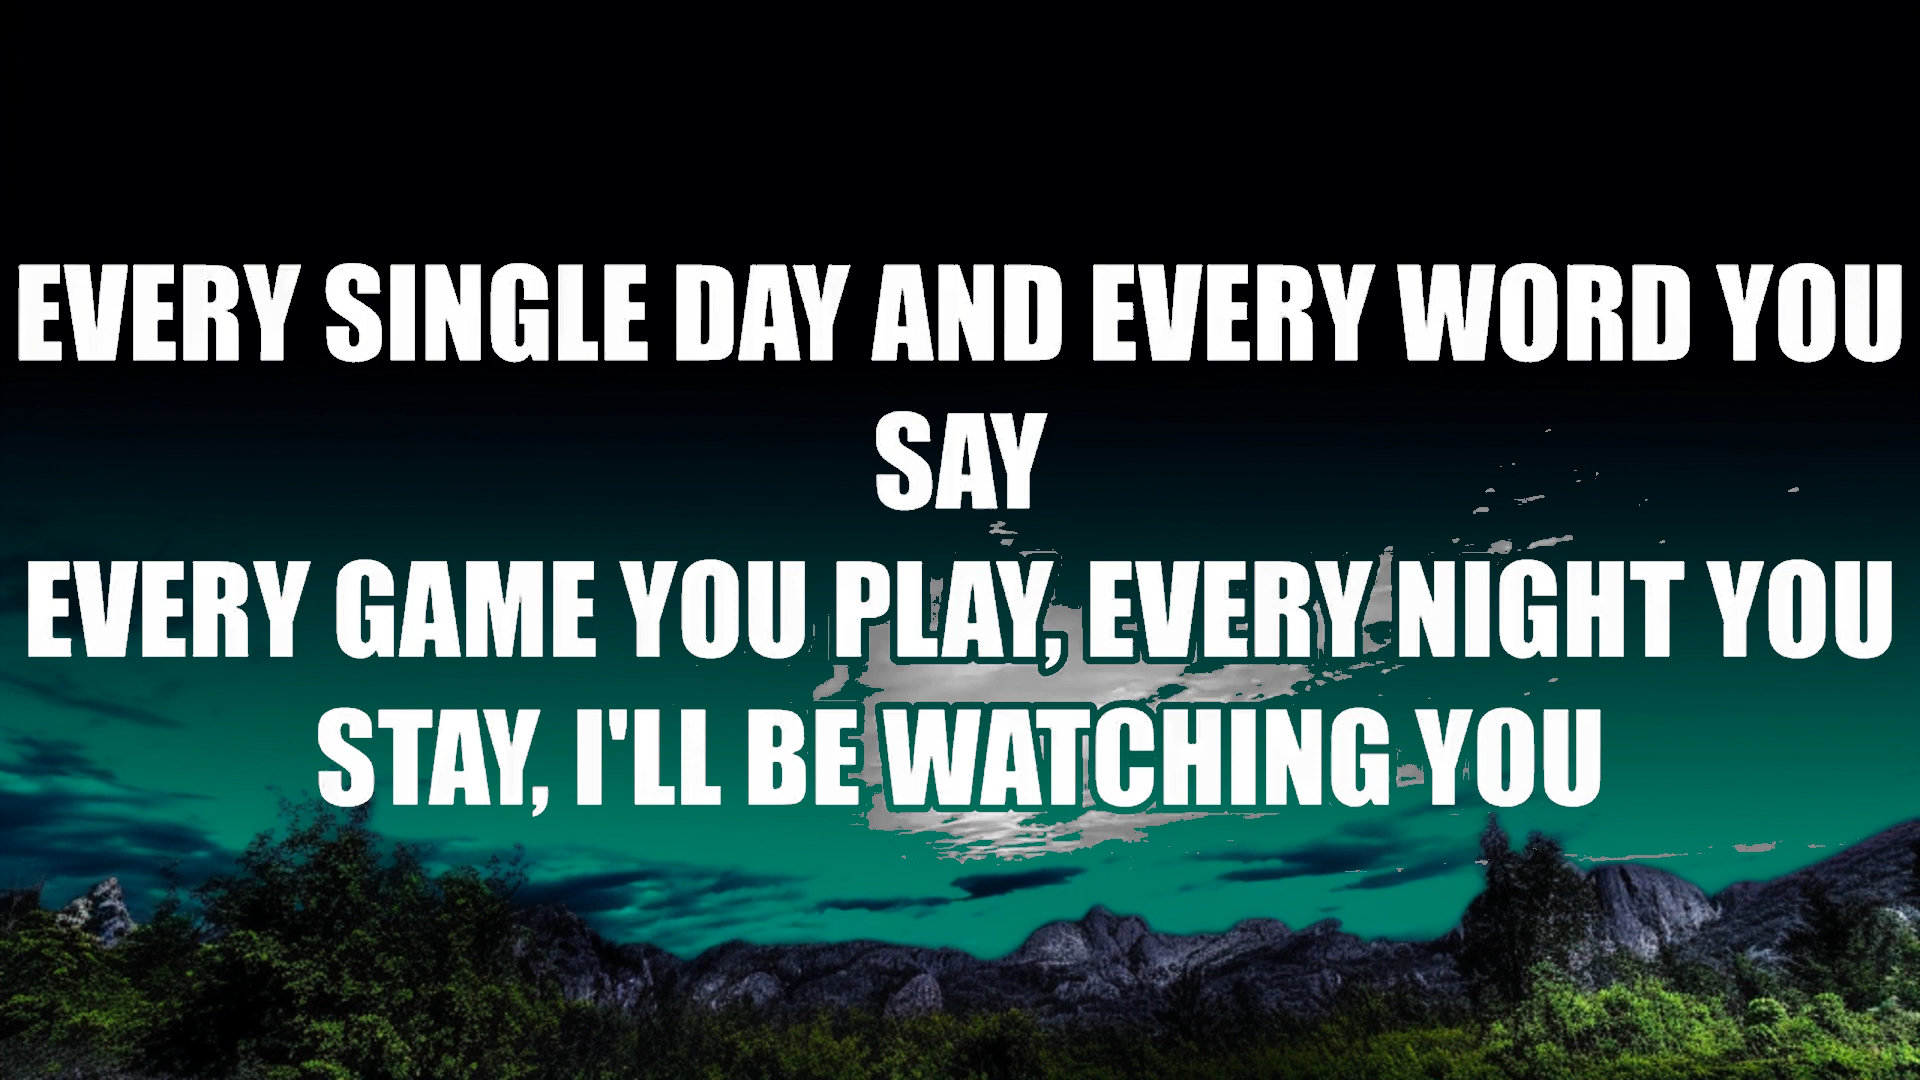 EVERY SINGLE DAY AND EVERY WORD YOU
SAY
EVERY GAME YOU PLAY, EVERY NIGHT YOU
STAY, I'LL BE WATCHING YOU